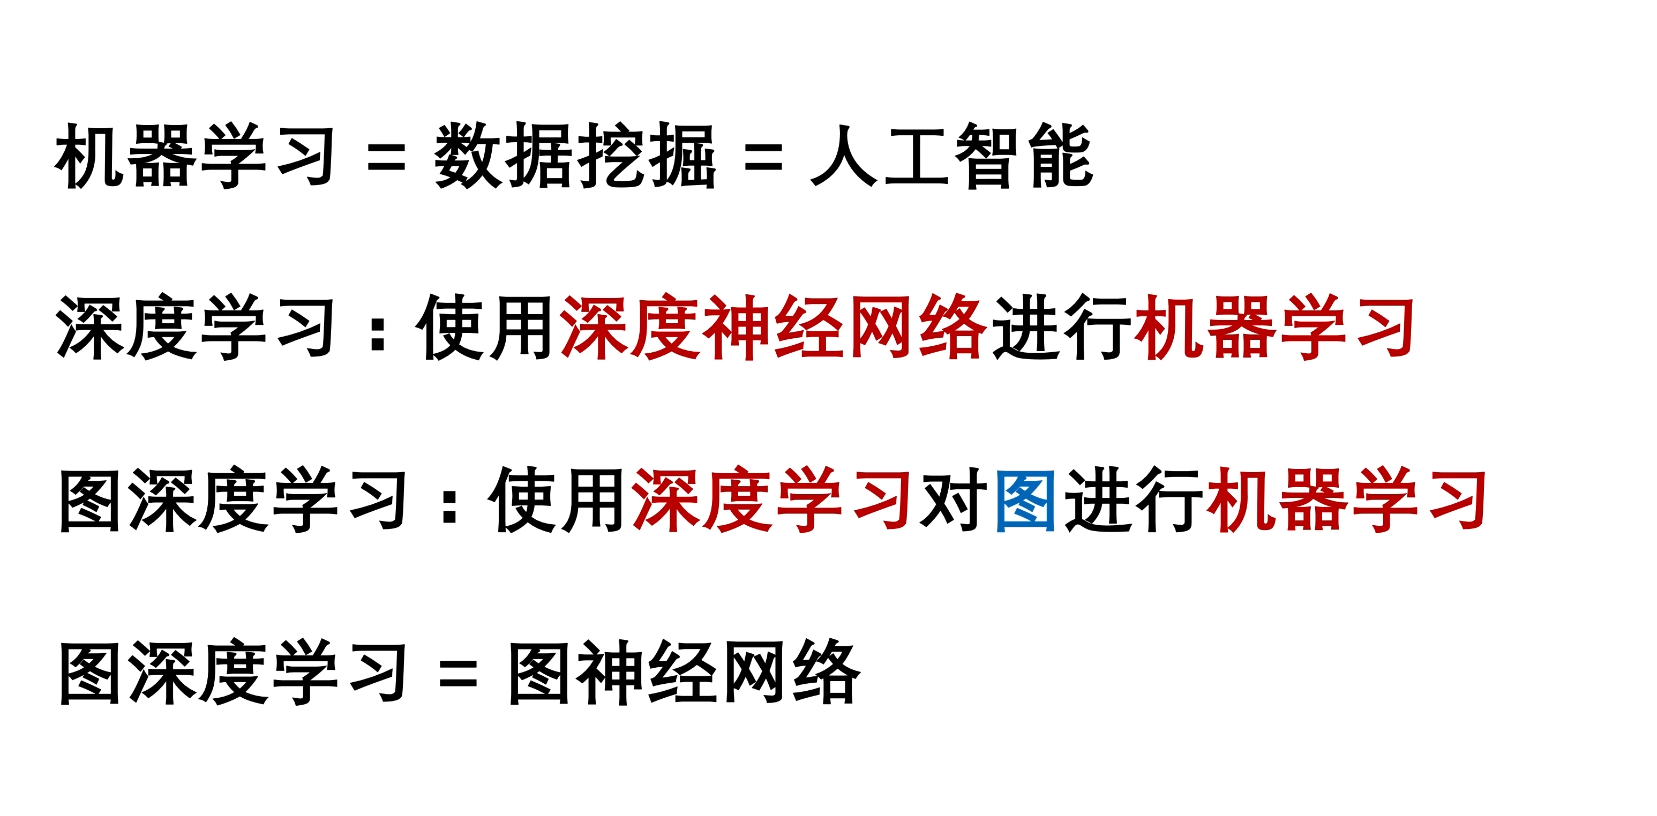 机器学习 = 数据挖掘 = 人工智能
深度学习：使用深度神经网络进行机器学习
图深度学习：使用深度学习对图进行机器学习
图深度学习 = 图神经网络